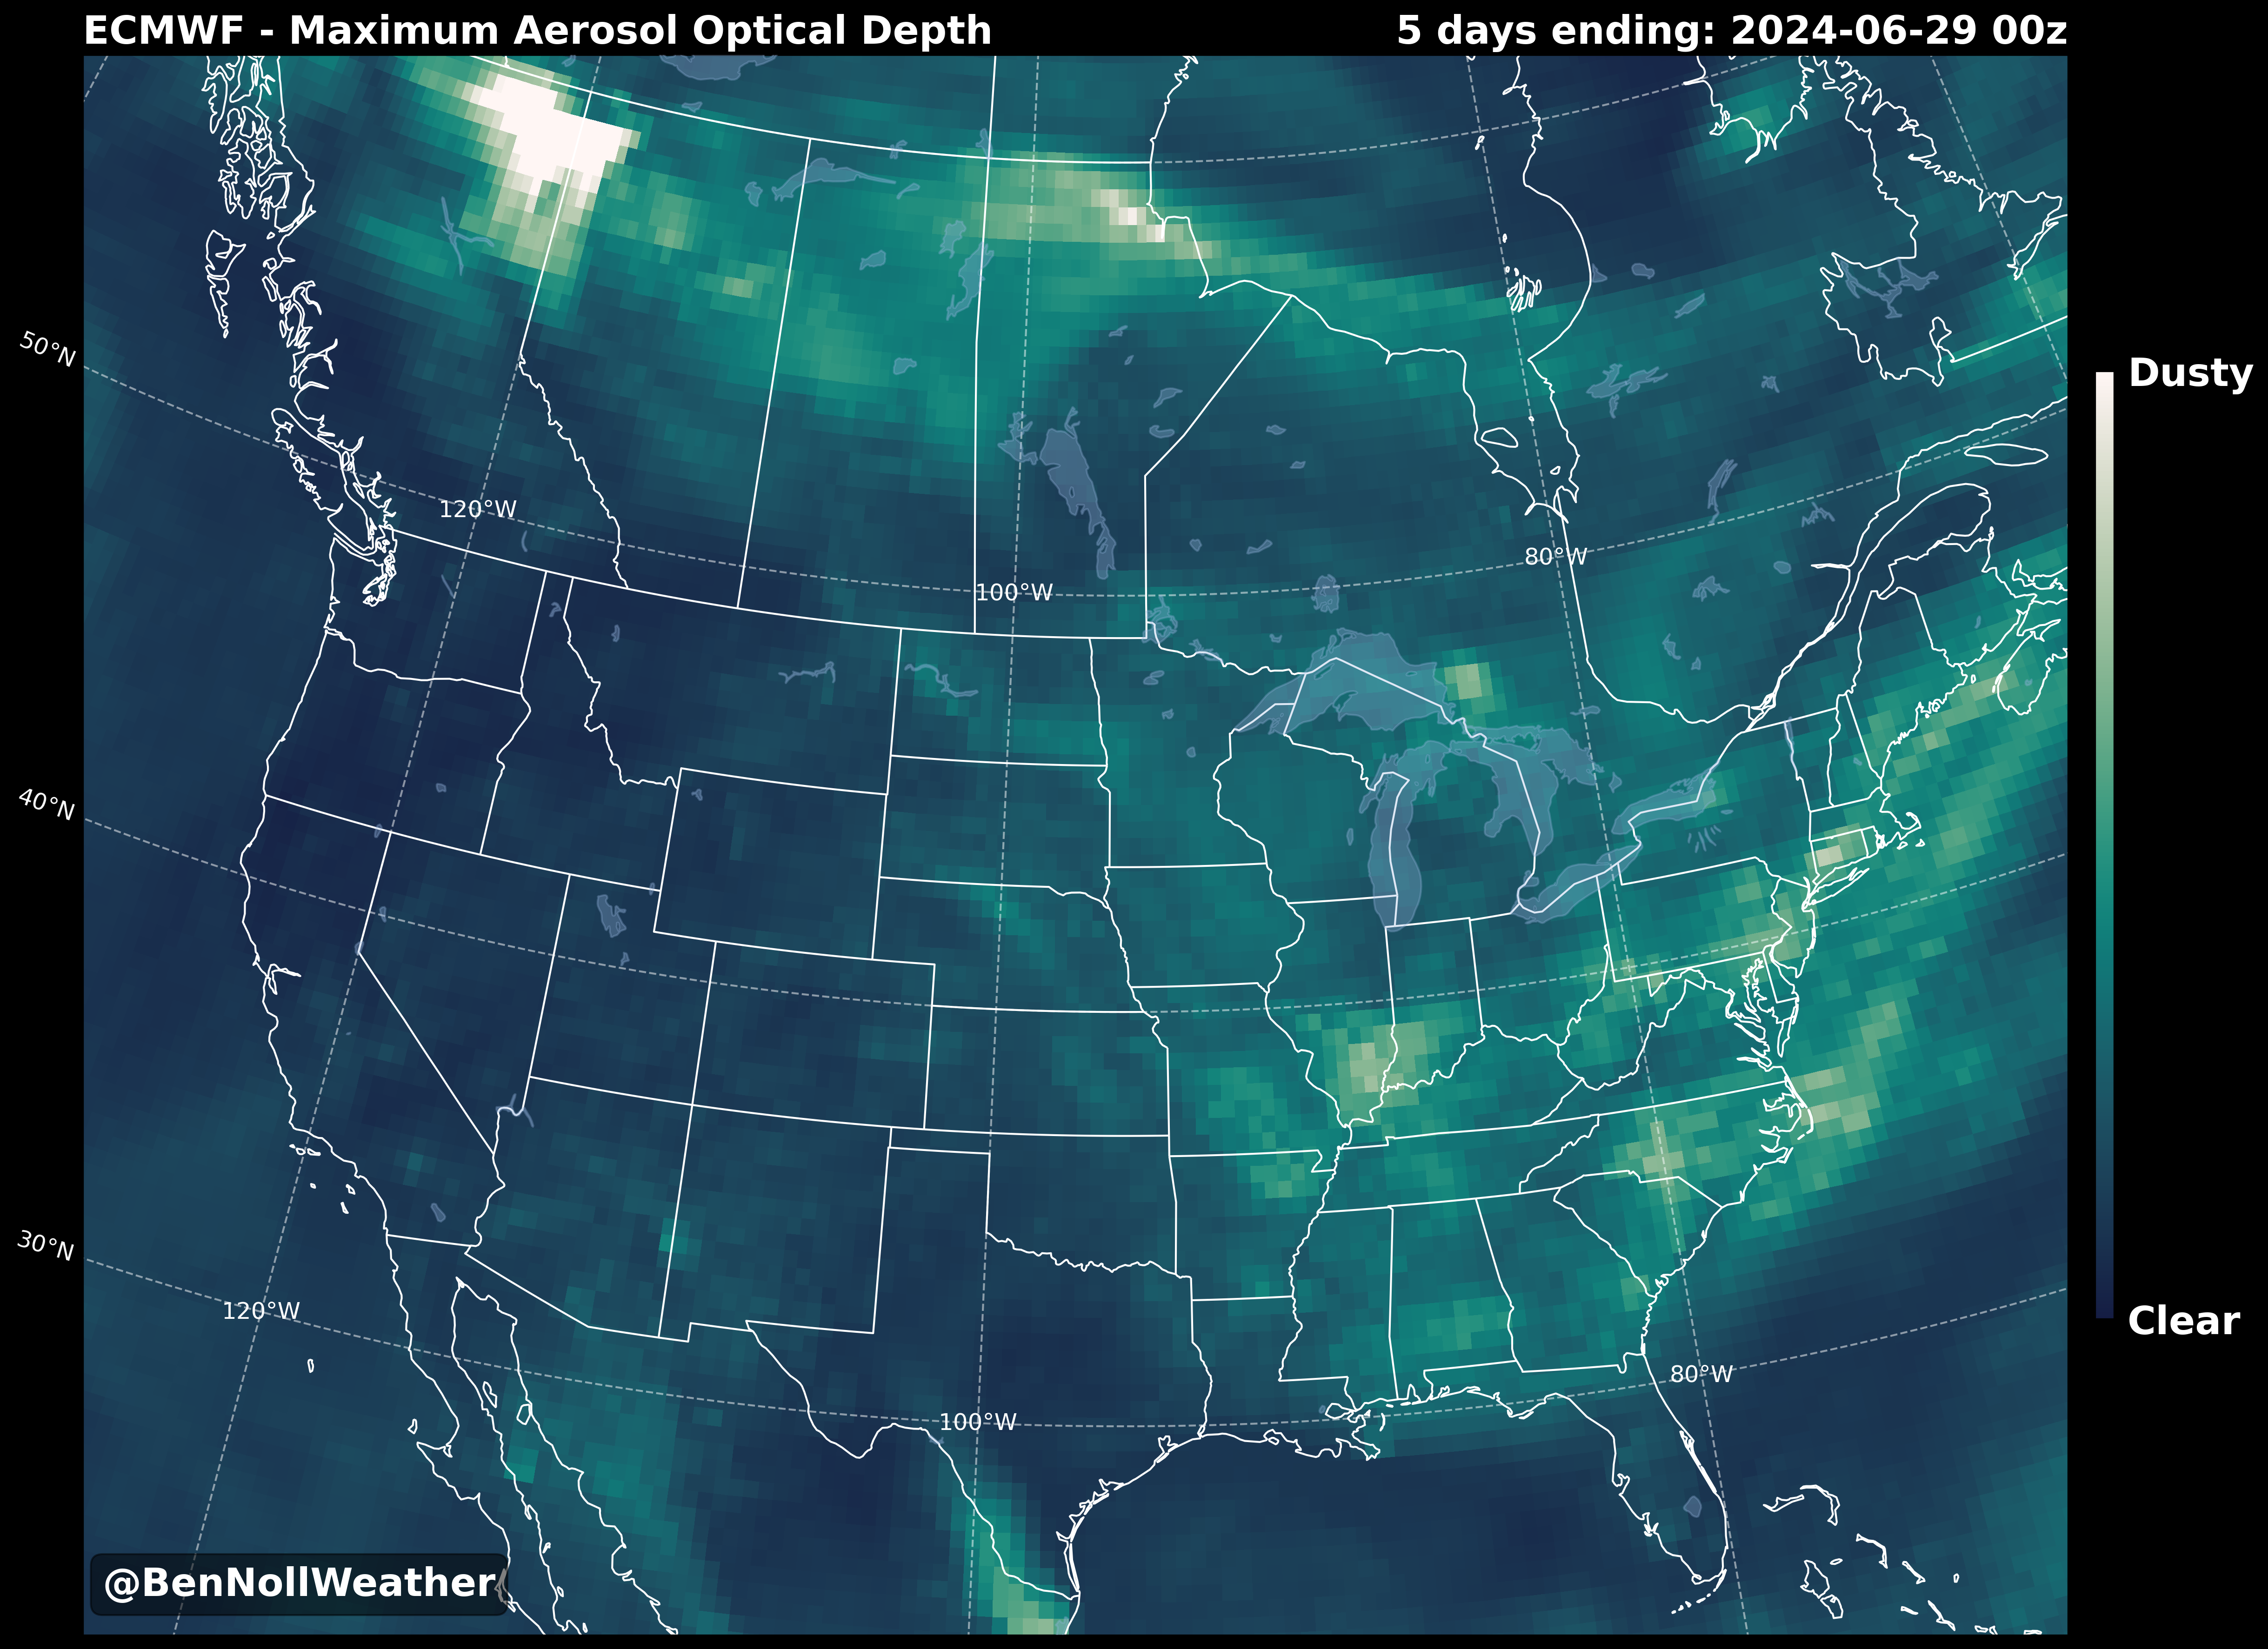 ECMWF - Maximum Aerosol Optical Depth
5 days ending: 2024-06-29 00z
50°N
Dusty
120°W
80°W
100°W
40°N
30°N
120°W
Clear
80°W
100°W
@BenNollWeather